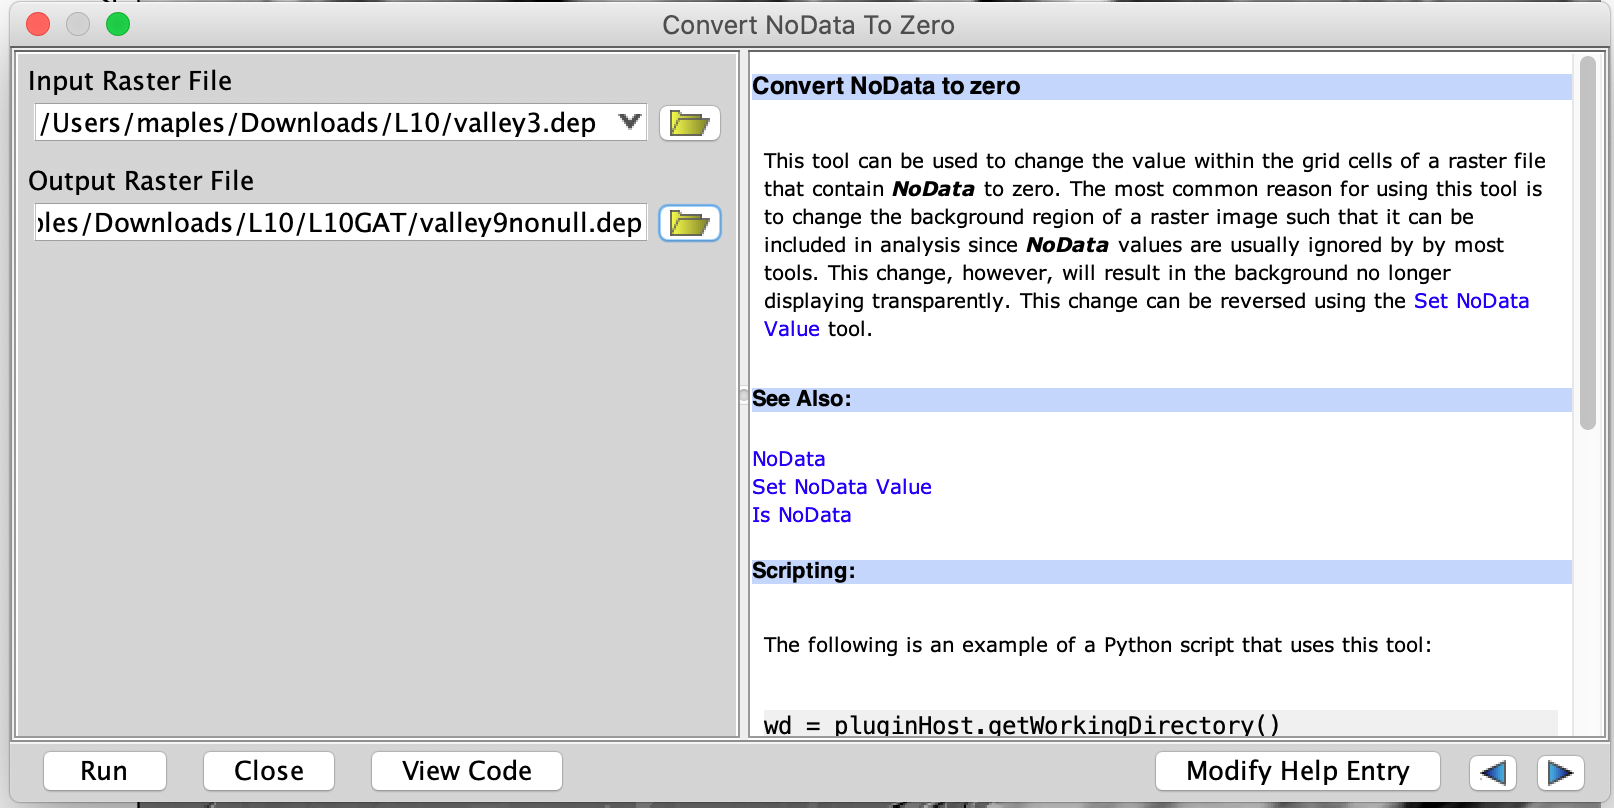 Convert NoData To Zero
Input Raster File
/Users/maples/Downloads/L10/valley3.dep
Output Raster File
bles/Downloads/L10/L10GAT/valley9nonull.dep
Convert NoData to zero
This tool can be used to change the value within the grid cells of a raster file
that contain NoData to zero. The most common reason for using this tool is
to change the background region of a raster image such that it can be
included in analysis since NoData values are usually ignored by by most
tools. This change, however, will result in the background no longer
displaying transparently. This change can be reversed using the Set NoData
Value tool.
See Also:
NoData
Set NoData Value
Is NoData
Scripting:
The following is an example of a Python script that uses this tool:
wd = pluginHost.getWorkingDirectory()
Run
Close
View Code
Modify Help Entry